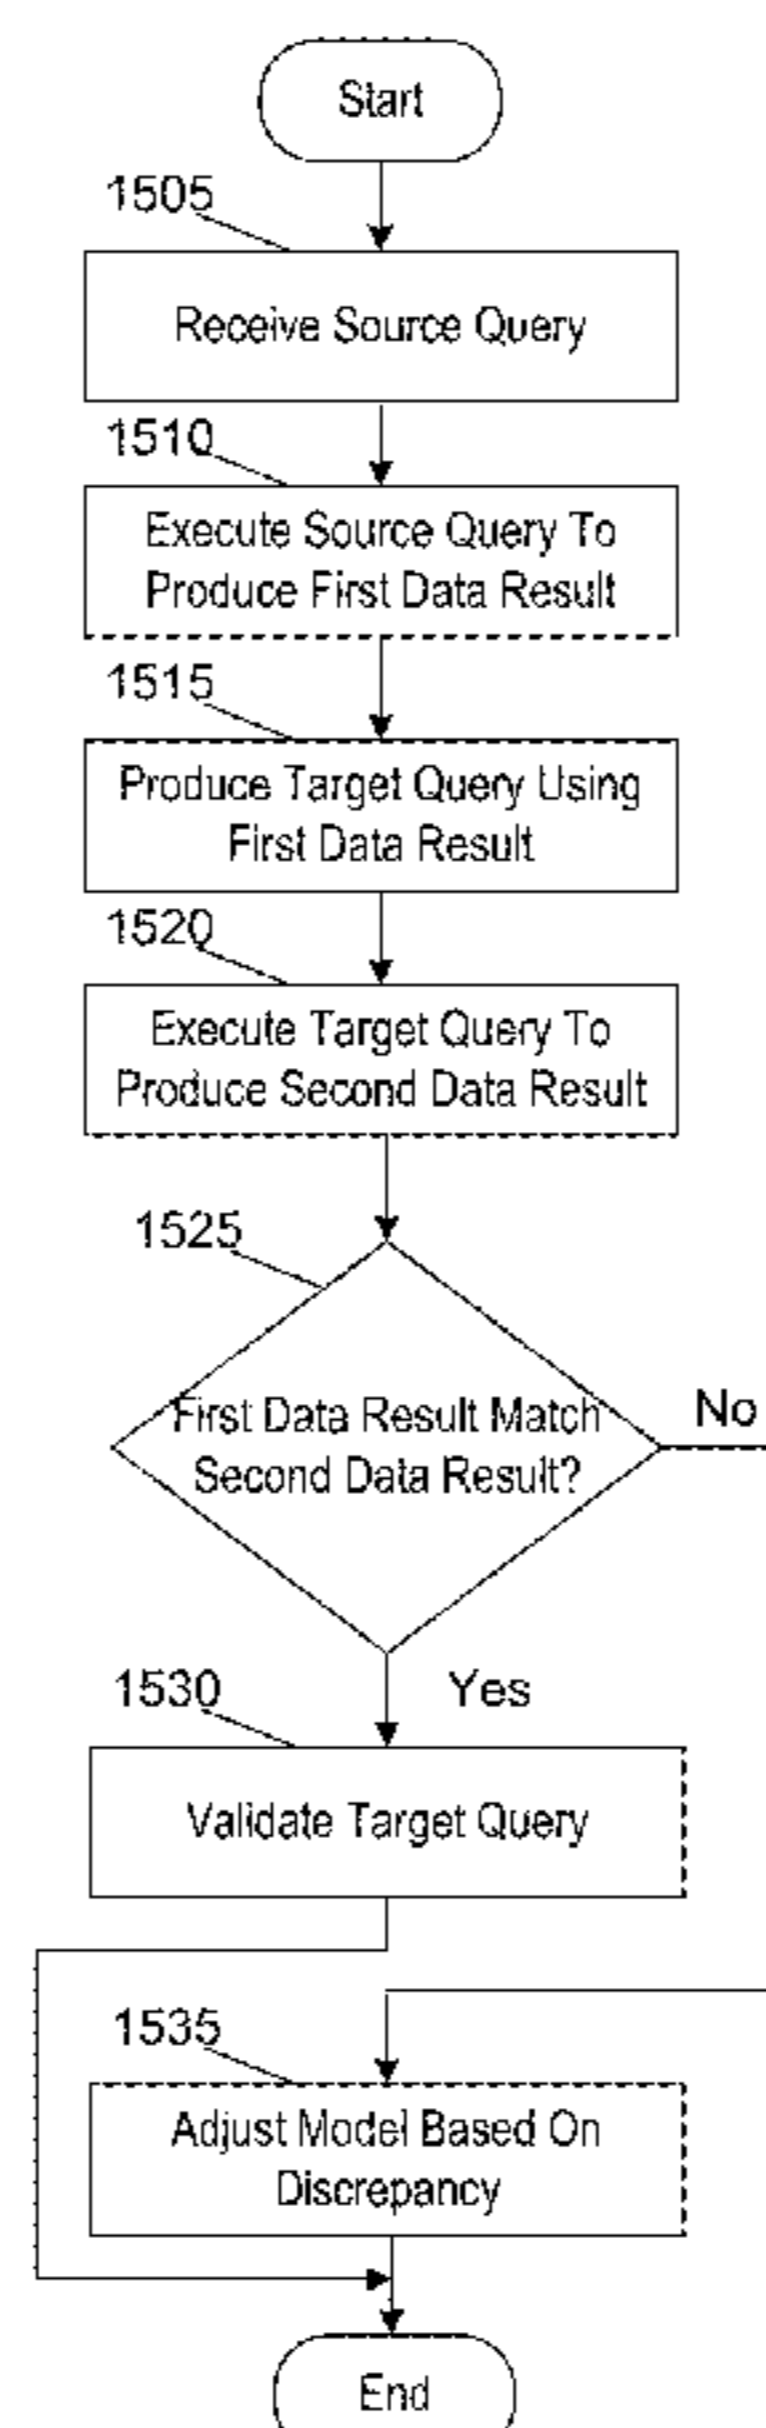 Start
1505
Receive Source Query
1510
Execute Source Query To
Produce First Data Result
1515
Produce Target Query Using
First Data Result
1520
Execute Target Query To
Produce Second Data Result
1525
First Data Result Match
Second Data Result?
No
Yes
1530
Validate Target Query
1535
Adjust Model Based On
Discrepancy
End